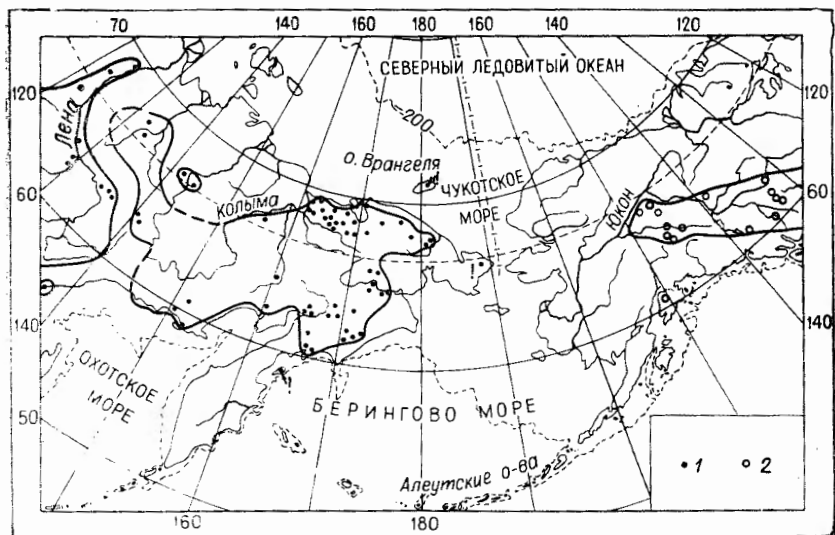 70 140 160 180 160 140 120
СЕВЕРНЫЙ ЛЕДОВИТЫЙ ОКЕАН
120
120
Лена
200
о. Врангеля
ЧУКОТСКОЕ
МОРЕ
60
60
КОЛЫМА
ЮКОН
!
140
140
ОХОТСКОЕ
МОРЕ
БЕРИНГОВО МОРЕ
50
Алеутские о-ва
1 2
160 180